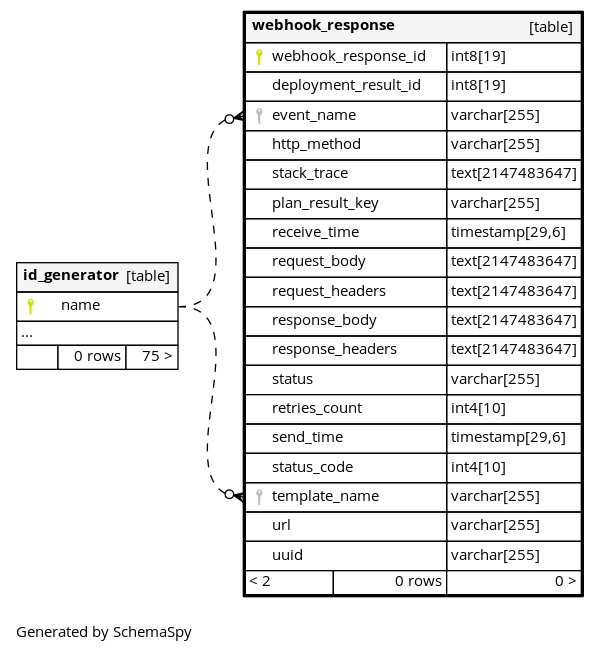 webhook_response [table]
webhook_response_id int8[19]
deployment_result_id int8[19]
event_name varchar[255]
http_method varchar[255]
stack_trace text[2147483647]
plan_result_key varchar[255]
receive_time timestamp[29,6]
request_body text[2147483647]
request_headers text[2147483647]
response_body text[2147483647]
response_headers text[2147483647]
status varchar[255]
retries_count int4[10]
send_time timestamp[29,6]
status_code int4[10]
template_name varchar[255]
url varchar[255]
uuid varchar[255]
< 2 0 rows 0 >
id_generator [table]
name
...
0 rows 75 >
Generated by SchemaSpy